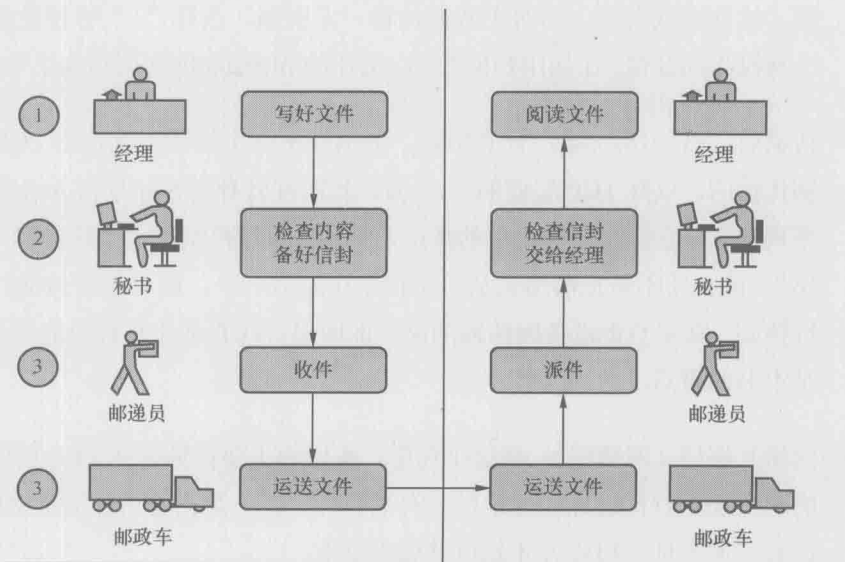 1
经理
写好文件
阅读文件
经理
2
秘书
检查内容
备好信封
检查信封
交给经理
秘书
3
邮递员
收件
派件
邮递员
3
邮政车
运送文件
运送文件
邮政车